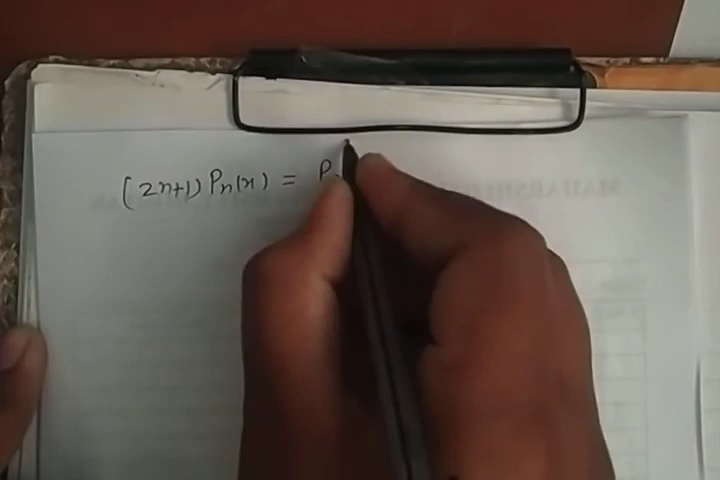 (2n+1) Pn(x) = P